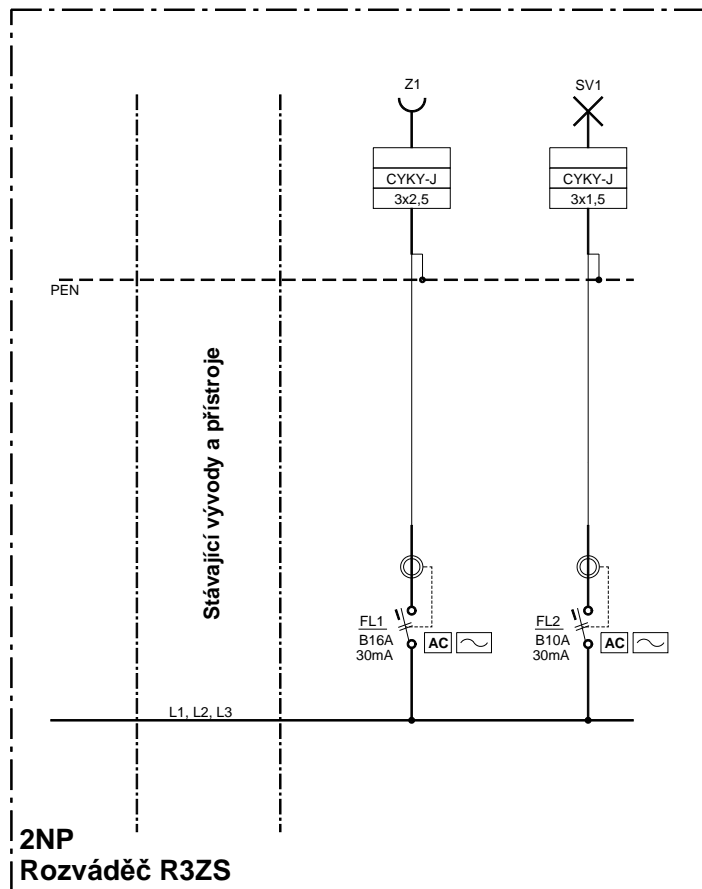 Z1
SV1
CYKY-J
3x2,5
CYKY-J
3x1,5
PEN
Stávající vývody a přístroje
FL1
B16A
30mA
AC
FL2
B10A
30mA
AC
L1, L2, L3
2NP
Rozváděč R3ZS